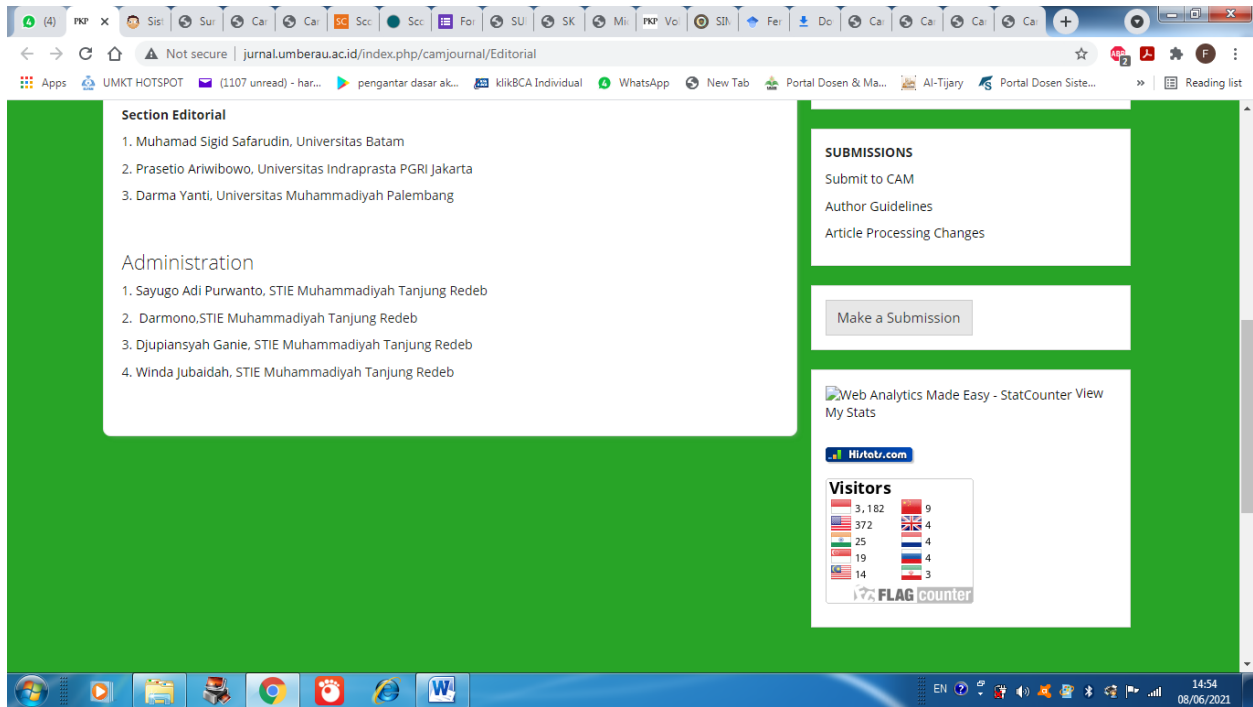 (4)
PKP
Sist
Sur
Car
Car
SC Scc
Scc
For
SUI
SK
Mic
PKP Vo
SIN
Fer
Do
Car
Car
Car
Car
Not secure | jurnal.umberau.ac.id/index.php/camjournal/Editorial
ABP
2
F
Apps
UMKT HOTSPOT
(1107 unread) - har...
pengantar dasar ak...
klikBCA Individual
WhatsApp
New Tab
Portal Dosen & Ma...
Al-Tijary
Portal Dosen Siste...
»
Reading list
Section Editorial
1. Muhamad Sigid Safarudin, Universitas Batam
2. Prasetio Ariwibowo, Universitas Indraprasta PGRI Jakarta
3. Darma Yanti, Universitas Muhammadiyah Palembang
Administration
1. Sayugo Adi Purwanto, STIE Muhammadiyah Tanjung Redeb
2. Darmono,STIE Muhammadiyah Tanjung Redeb
3. Djupiansyah Ganie, STIE Muhammadiyah Tanjung Redeb
4. Winda Jubaidah, STIE Muhammadiyah Tanjung Redeb
SUBMISSIONS
Submit to CAM
Author Guidelines
Article Processing Changes
Make a Submission
Web Analytics Made Easy - StatCounter View
My Stats
Histats.com
Visitors
3,182 9
372 4
25 4
19 4
14 3
FLAG counter
EN
14:54
08/06/2021